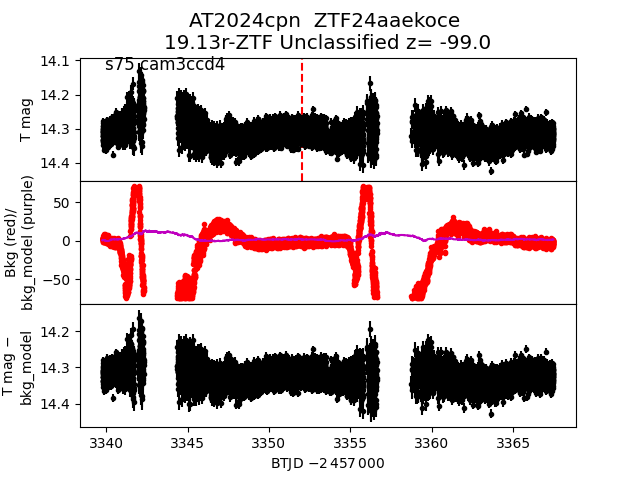 AT2024cpn  ZTF24aaekoce
19.13r-ZTF Unclassified z= -99.0
s75 cam3ccd4
T mag
14.1
14.2
14.3
14.4
Bkg (red)/
bkg_model (purple)
50
0
−50
T mag −
bkg_model
14.2
14.3
14.4
3340 3345 3350 3355 3360 3365
BTJD −2 457 000